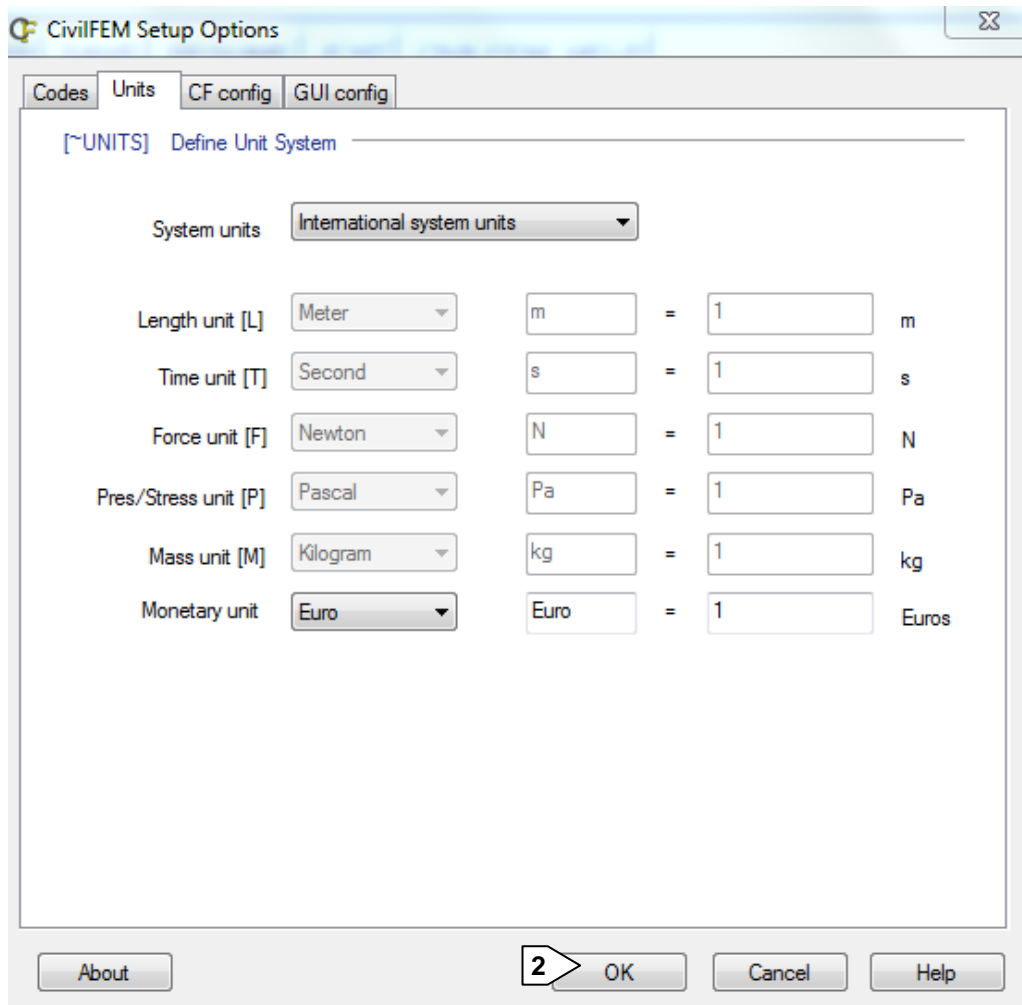 CivilFEM Setup Options
Codes Units CF config GUI config
[~UNITS] Define Unit System
System units International system units
Length unit [L] Meter m = 1 m
Time unit [T] Second s = 1 s
Force unit [F] Newton N = 1 N
Pres/Stress unit [P] Pascal Pa = 1 Pa
Mass unit [M] Kilogram kg = 1 kg
Monetary unit Euro Euro = 1 Euros
About 2 OK Cancel Help